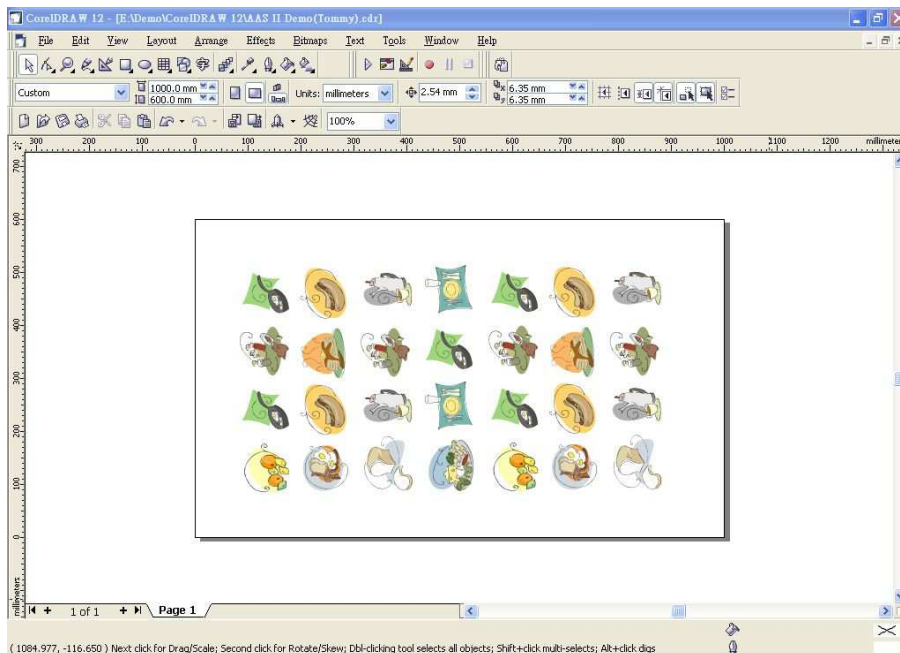 CorelDRAW 12 - [E:\Demo\CorelDRAW 12\AAS II Demo(Tommy).cdr]
File Edit View Layout Arrange Effects Bitmaps Text Tools Window Help
Custom 1000.0 mm 600.0 mm Units: millimeters 2.54 mm x 6.35 mm y 6.35 mm
100%
300 200 100 0 100 200 300 400 500 600 700 800 900 1000 1100 1200 millimeters
700
600
500
400
300
200
100
0
millimeters
1 of 1 Page 1
( 1084.977, -116.650 ) Next click for Drag/Scale; Second click for Rotate/Skew; Dbl-clicking tool selects all objects; Shift+click multi-selects; Alt+click digs